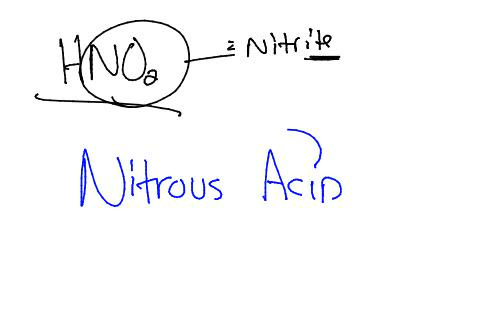 HNO₂ = Nitrite
Nitrous Acid